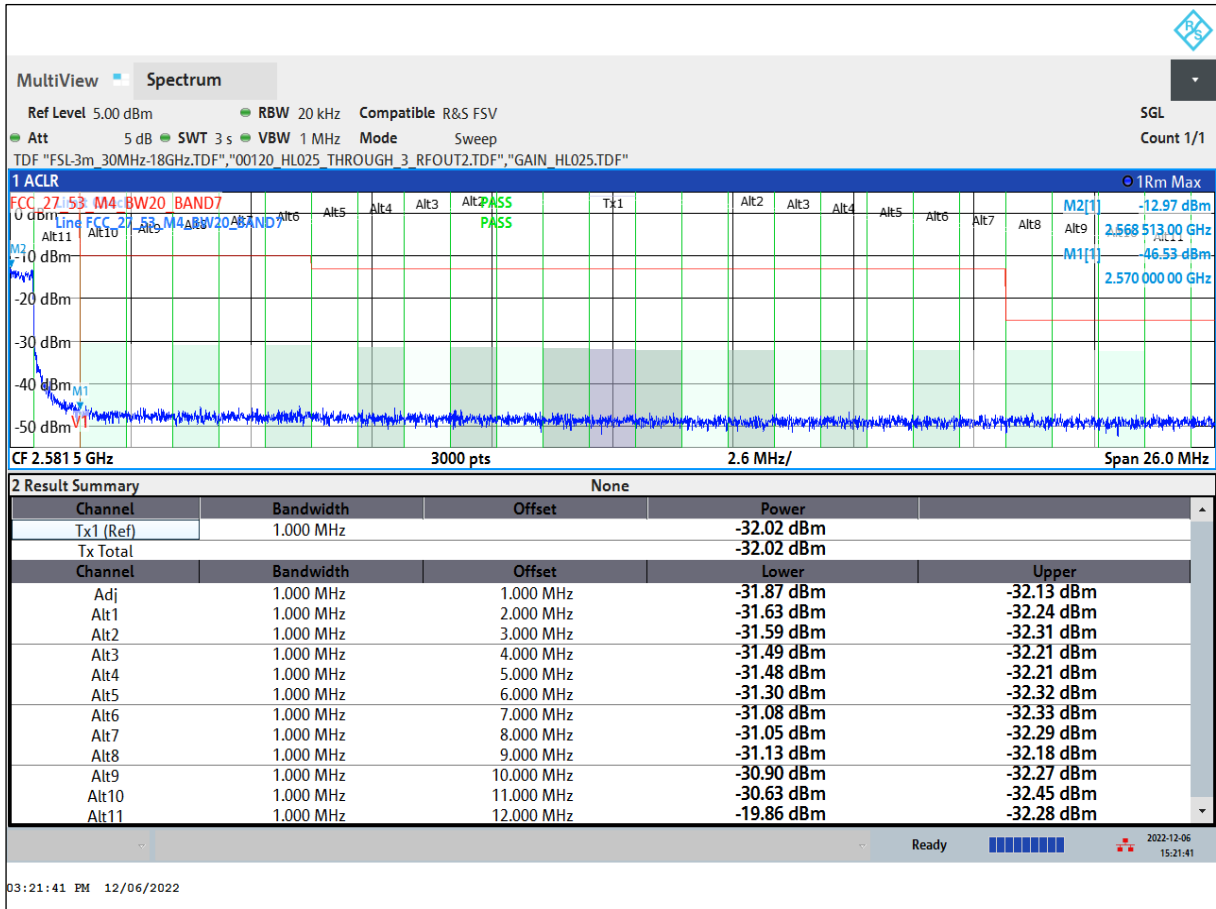 R&S
MultiView Spectrum
Ref Level 5.00 dBm RBW 20 kHz Compatible R&S FSV SGL
Att 5 dB SWT 3 s VBW 1 MHz Mode Sweep Count 1/1
TDF "FSL-3m_30MHz-18GHz.TDF","00120_HL025_THROUGH_3_RFOUT2.TDF","GAIN_HL025.TDF"
1 ACLR 1Rm Max
FCC_27_53_M4_BW20_BAND7 PASS
Line FCC_27_53_M4_BW20_BAND7 PASS
Alt11 Alt10 Alt9 Alt8 Alt7 Alt6 Alt5 Alt4 Alt3 Alt2 Tx1 Alt2 Alt3 Alt4 Alt5 Alt6 Alt7 Alt8 Alt9 Alt11
M2[1] -12.97 dBm
2.568 513 00 GHz
M1[1] -46.53 dBm
2.570 000 00 GHz
0 dBm
M2
-10 dBm
-20 dBm
-30 dBm
-40 dBm
M1
-50 dBm
V1
CF 2.581 5 GHz 3000 pts 2.6 MHz/ Span 26.0 MHz
2 Result Summary None
Channel Bandwidth Offset Power
Tx1 (Ref) 1.000 MHz -32.02 dBm
Tx Total -32.02 dBm
Channel Bandwidth Offset Lower Upper
Adj 1.000 MHz 1.000 MHz -31.87 dBm -32.13 dBm
Alt1 1.000 MHz 2.000 MHz -31.63 dBm -32.24 dBm
Alt2 1.000 MHz 3.000 MHz -31.59 dBm -32.31 dBm
Alt3 1.000 MHz 4.000 MHz -31.49 dBm -32.21 dBm
Alt4 1.000 MHz 5.000 MHz -31.48 dBm -32.21 dBm
Alt5 1.000 MHz 6.000 MHz -31.30 dBm -32.32 dBm
Alt6 1.000 MHz 7.000 MHz -31.08 dBm -32.33 dBm
Alt7 1.000 MHz 8.000 MHz -31.05 dBm -32.29 dBm
Alt8 1.000 MHz 9.000 MHz -31.13 dBm -32.18 dBm
Alt9 1.000 MHz 10.000 MHz -30.90 dBm -32.27 dBm
Alt10 1.000 MHz 11.000 MHz -30.63 dBm -32.45 dBm
Alt11 1.000 MHz 12.000 MHz -19.86 dBm -32.28 dBm
Ready 2022-12-06
15:21:41
03:21:41 PM 12/06/2022